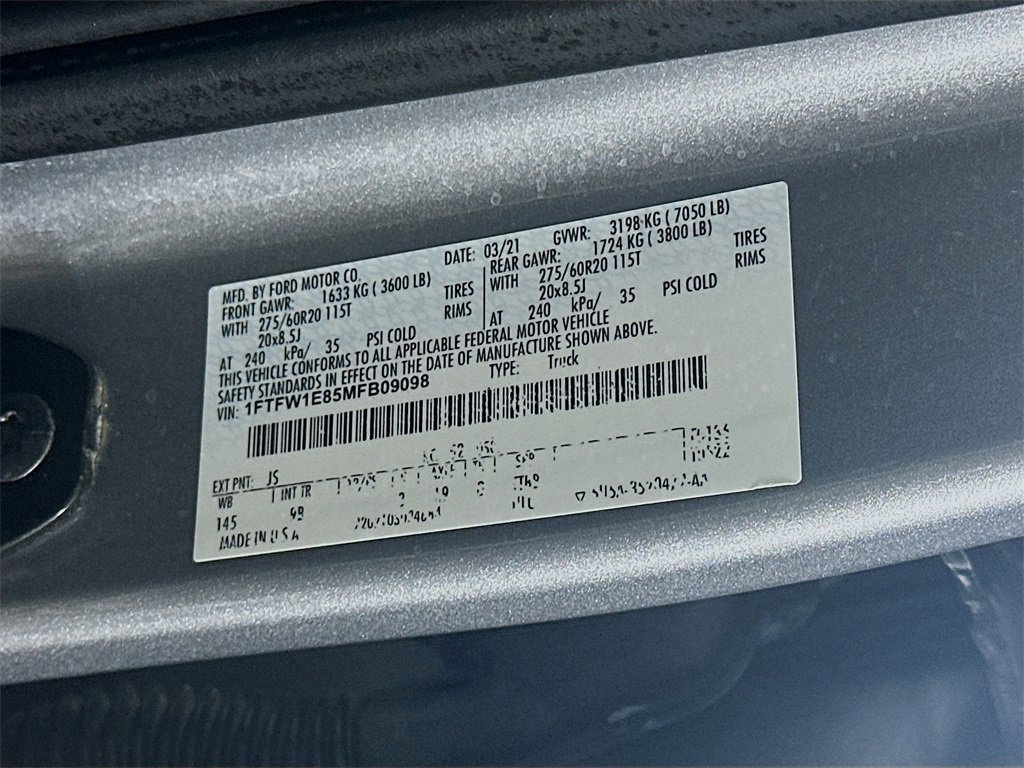 MFD. BY FORD MOTOR CO.
DATE: 03/21
GVWR: 3198 KG ( 7050 LB)
FRONT GAWR: 1633 KG ( 3600 LB)
WITH 275/60R20 115T TIRES
20x8.5J RIMS
AT 240 kPa/ 35 PSI COLD
REAR GAWR: 1724 KG ( 3800 LB)
WITH 275/60R20 115T TIRES
20x8.5J RIMS
AT 240 kPa/ 35 PSI COLD
THIS VEHICLE CONFORMS TO ALL APPLICABLE FEDERAL MOTOR VEHICLE
SAFETY STANDARDS IN EFFECT ON THE DATE OF MANUFACTURE SHOWN ABOVE.
VIN: 1FTFW1E85MFB09098
TYPE: Truck
EXT PNT: JS
WB INT TR
145 9B
MADE IN U S A